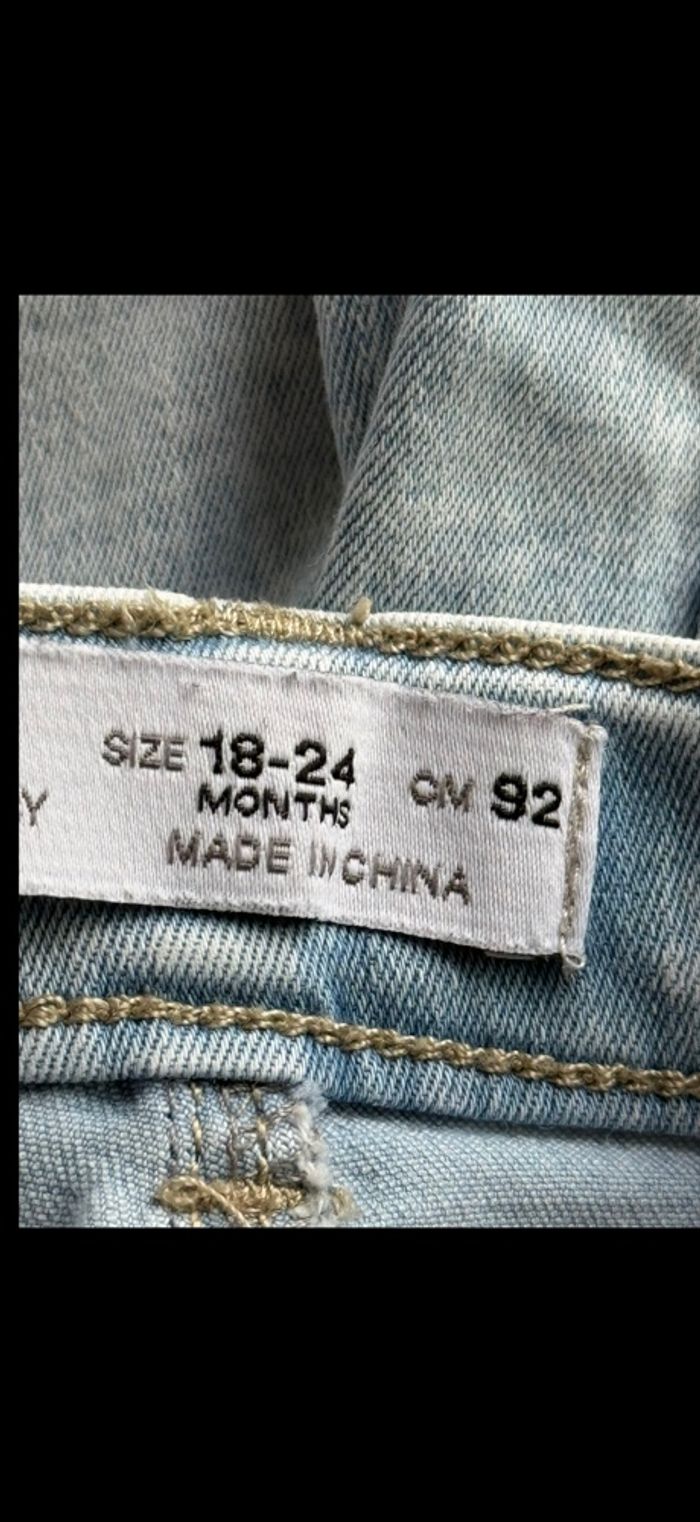 SIZE 18-24 CM 92
MONTHS
Y
MADE IN CHINA